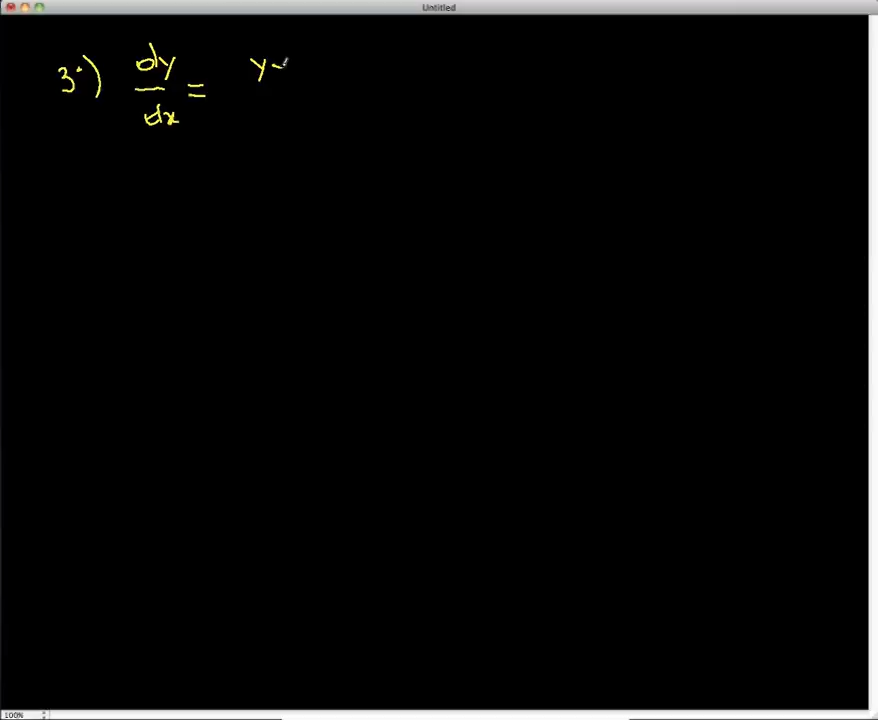 Untitled
3.) dy/dx = y-
100%